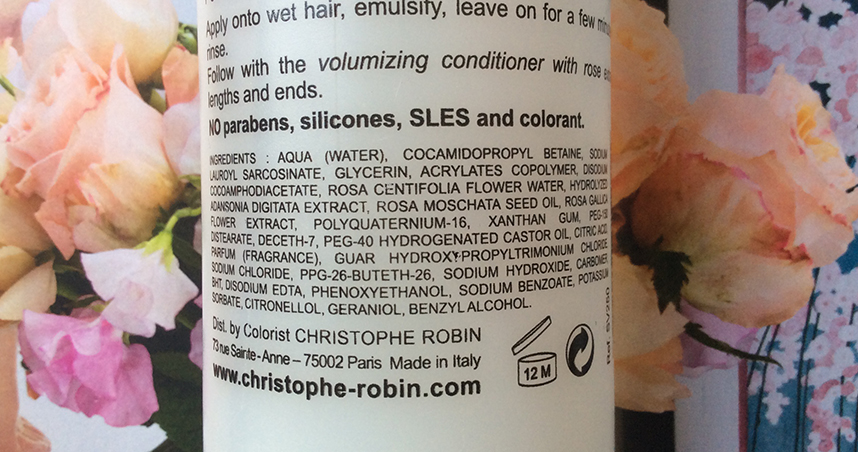 Apply onto wet hair, emulsify, leave on for a few
rinse.
Follow with the volumizing conditioner with rose
lengths and ends.
NO parabens, silicones, SLES and colorant.
INGREDIENTS : AQUA (WATER), COCAMIDOPROPYL BETAINE, SODIUM
LAUROYL SARCOSINATE, GLYCERIN, ACRYLATES COPOLYMER, DISODIUM
COCOAMPHODIACETATE, ROSA CENTIFOLIA FLOWER WATER, HYDROLYZED
ADANSONIA DIGITATA EXTRACT, ROSA MOSCHATA SEED OIL, ROSA GALLICA
FLOWER EXTRACT, POLYQUATERNIUM-16, XANTHAN GUM, PEG-150
DISTEARATE, DECETH-7, PEG-40 HYDROGENATED CASTOR OIL, CITRIC ACID,
PARFUM (FRAGRANCE), GUAR HYDROXYPROPYLTRIMONIUM CHLORIDE,
SODIUM CHLORIDE, PPG-26-BUTETH-26, SODIUM HYDROXIDE, CARBOMER,
BHT, DISODIUM EDTA, PHENOXYETHANOL, SODIUM BENZOATE, POTASSIUM
SORBATE, CITRONELLOL, GERANIOL, BENZYL ALCOHOL.
Dist. by Colorist CHRISTOPHE ROBIN
73 rue Sainte-Anne – 75002 Paris Made in Italy
www.christophe-robin.com
12 M
Ref. SV250